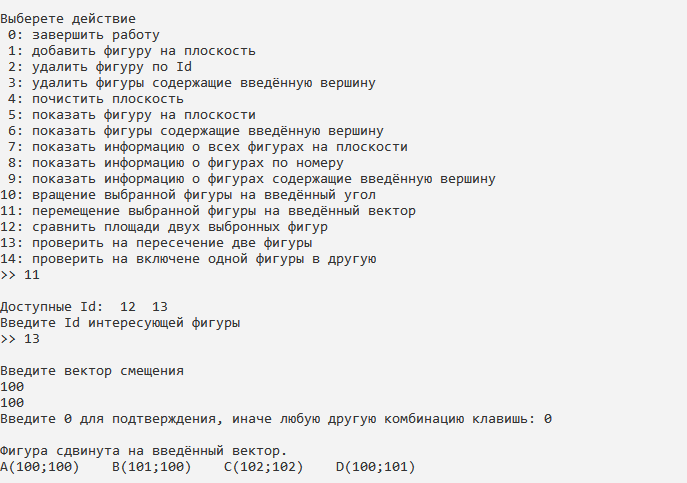 Выберете действие
 0: завершить работу
 1: добавить фигуру на плоскость
 2: удалить фигуру по Id
 3: удалить фигуры содержащие введённую вершину
 4: почистить плоскость
 5: показать фигуру на плоскости
 6: показать фигуры содержащие введённую вершину
 7: показать информацию о всех фигурах на плоскости
 8: показать информацию о фигурах по номеру
 9: показать информацию о фигурах содержащие введённую вершину
10: вращение выбранной фигуры на введённый угол
11: перемещение выбранной фигуры на введённый вектор
12: сравнить площади двух выбронных фигур
13: проверить на пересечение две фигуры
14: проверить на включене одной фигуры в другую
>> 11
Доступные Id:  12  13
Введите Id интересующей фигуры
>> 13
Введите вектор смещения
100
100
Введите 0 для подтверждения, иначе любую другую комбинацию клавишь: 0
Фигура сдвинута на введённый вектор.
A(100;100)    B(101;100)    C(102;102)    D(100;101)